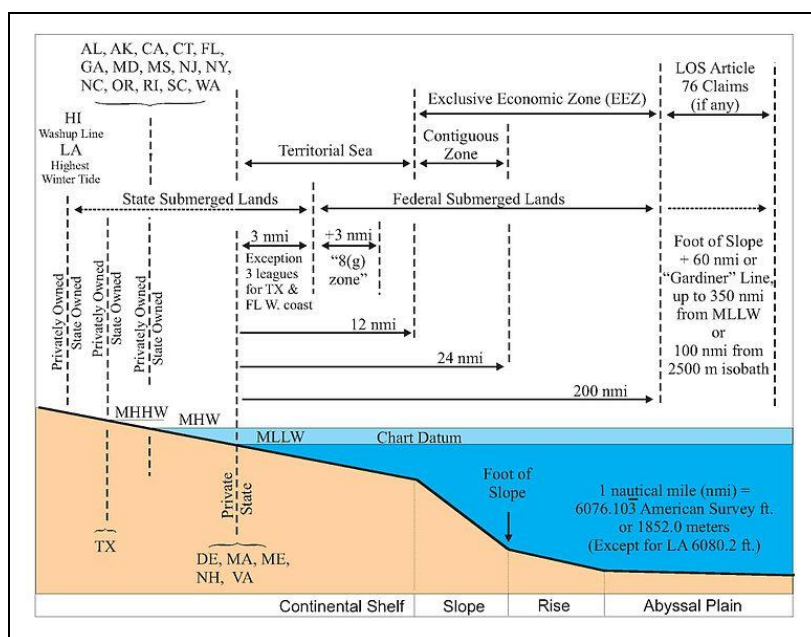 AL, AK, CA, CT, FL,
GA, MD, MS, NJ, NY,
NC, OR, RI, SC, WA
LOS Article
76 Claims
(if any)
Exclusive Economic Zone (EEZ)
HI
Washup Line
LA
Highest
Winter Tide
Contiguous
Zone
Territorial Sea
State Submerged Lands
Federal Submerged Lands
3 nmi
Exception
3 leagues
for TX &
FL W. coast
+3 nmi
“8(g)
zone”
Foot of Slope
+ 60 nmi or
“Gardiner” Line,
up to 350 nmi
from MLLW
or
100 nmi from
2500 m isobath
Privately Owned
State Owned
Privately Owned
State Owned
Privately Owned
State Owned
12 nmi
24 nmi
200 nmi
MHHW
MHW
MLLW
Chart Datum
Private
State
Foot of
Slope
1 nautical mile (nmi) =
6076.103̅ American Survey ft.
or 1852.0 meters
(Except for LA 6080.2 ft.)
TX
DE, MA, ME,
NH, VA
Continental Shelf
Slope
Rise
Abyssal Plain